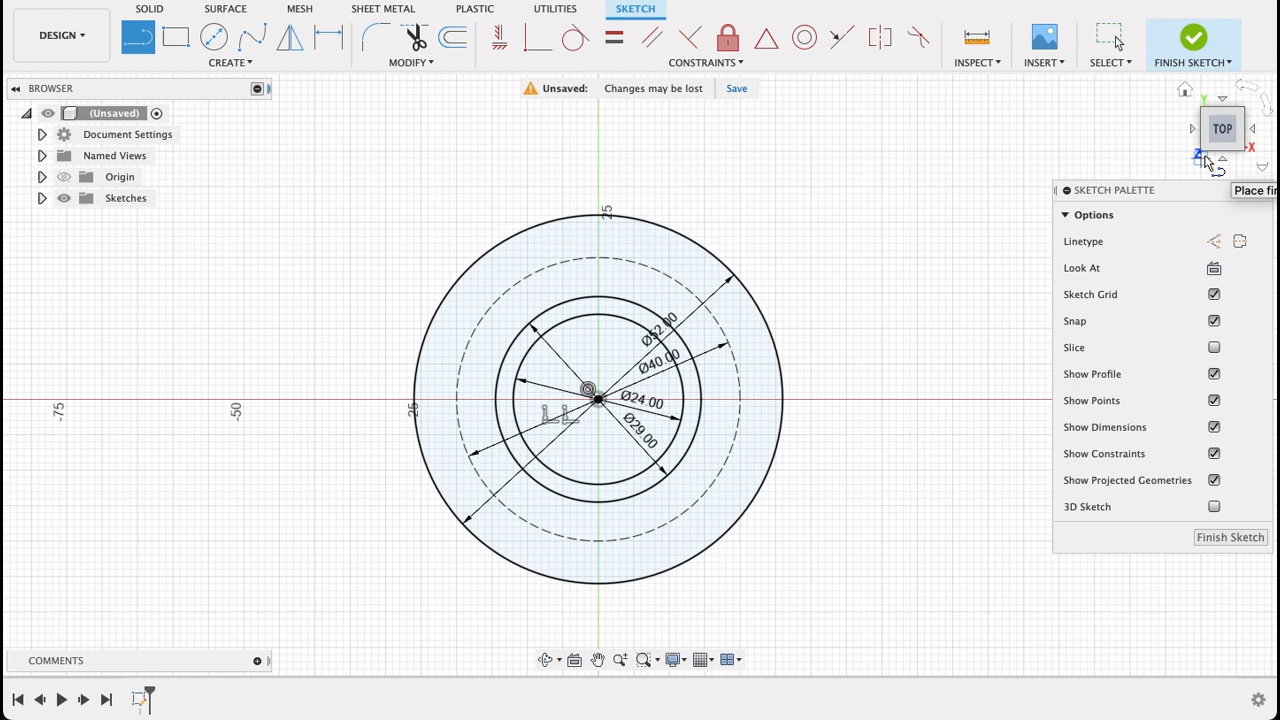 SOLID SURFACE MESH SHEET METAL PLASTIC UTILITIES SKETCH
DESIGN
CREATE MODIFY CONSTRAINTS INSPECT INSERT SELECT FINISH SKETCH
BROWSER
Unsaved: Changes may be lost Save
(Unsaved)
Document Settings
Named Views
Origin
Sketches
Y
TOP
X
Z
Place fir
SKETCH PALETTE
Options
Linetype
Look At
Sketch Grid
Snap
Slice
Show Profile
Show Points
Show Dimensions
Show Constraints
Show Projected Geometries
3D Sketch
Finish Sketch
25
Ø52.00
Ø40.00
Ø24.00
Ø29.00
-75
-50
25
COMMENTS